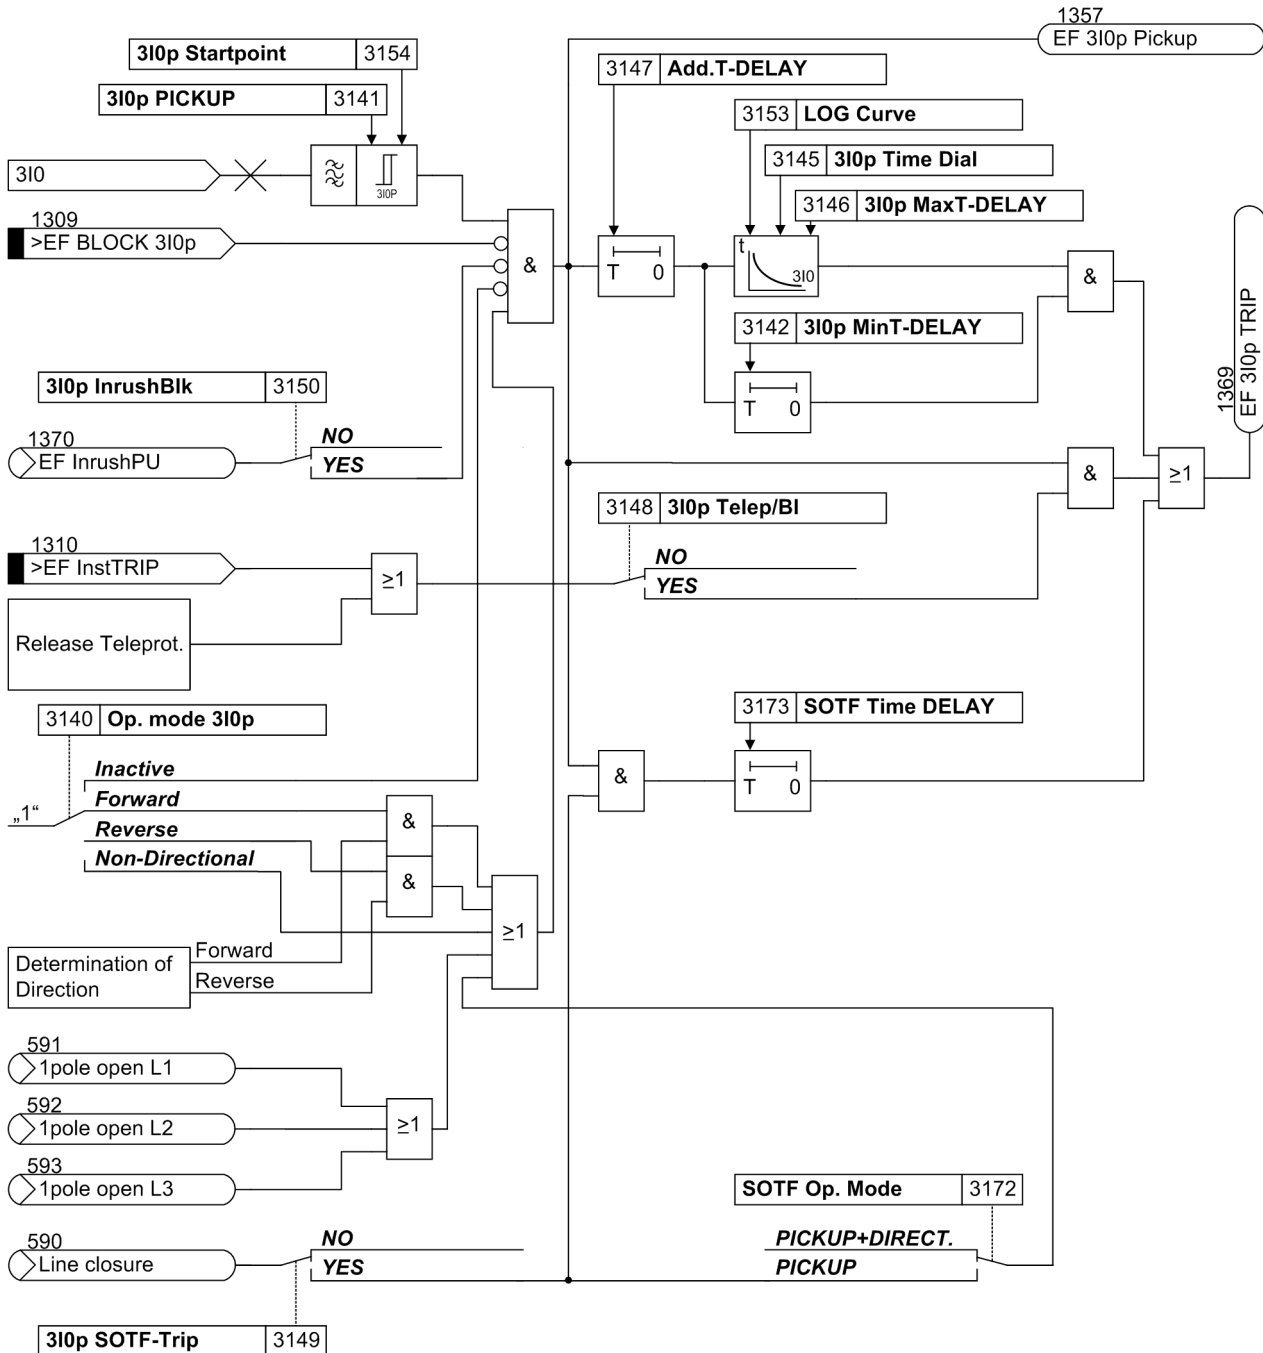 1357
EF 3I0p Pickup
3I0p Startpoint 3154
3147 Add.T-DELAY
3I0p PICKUP 3141
3153 LOG Curve
3145 3I0p Time Dial
3I0
3I0P
3146 3I0p MaxT-DELAY
1309
>EF BLOCK 3I0p
&
T 0
t
3I0
&
1369
EF 3I0p TRIP
3142 3I0p MinT-DELAY
T 0
3I0p InrushBlk 3150
1370
EF InrushPU
NO
YES
&
≥1
3148 3I0p Telep/BI
NO
YES
1310
>EF InstTRIP
≥1
Release Teleprot.
3140 Op. mode 3I0p
3173 SOTF Time DELAY
&
T 0
Inactive
„1“
Forward
Reverse
Non-Directional
&
&
≥1
Determination of
Direction
Forward
Reverse
591
1pole open L1
592
1pole open L2
≥1
593
1pole open L3
SOTF Op. Mode 3172
590
Line closure
NO
YES
PICKUP+DIRECT.
PICKUP
3I0p SOTF-Trip 3149